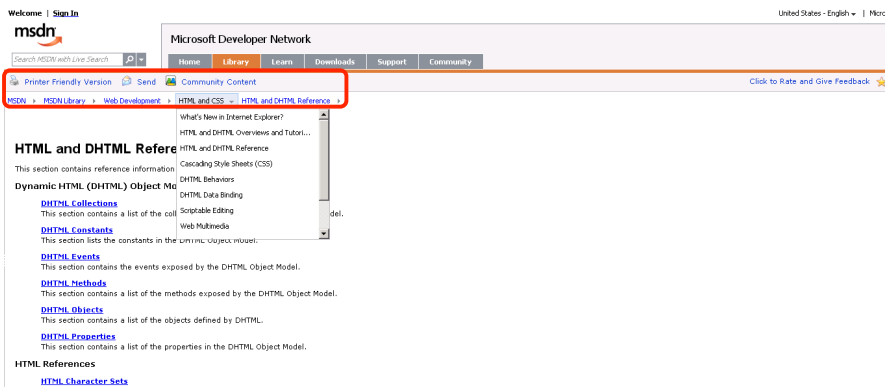 Welcome | Sign In
United States - English | Micro
msdn
Microsoft Developer Network
Search MSDN with Live Search
Home Library Learn Downloads Support Community
Printer Friendly Version Send Community Content
Click to Rate and Give Feedback
MSDN MSDN Library Web Development HTML and CSS HTML and DHTML Reference
What's New in Internet Explorer?
HTML and DHTML Overviews and Tutori...
HTML and DHTML Reference
Cascading Style Sheets (CSS)
DHTML Behaviors
DHTML Data Binding
Scriptable Editing
Web Multimedia
HTML and DHTML Refere
This section contains reference information
Dynamic HTML (DHTML) Object Mo
DHTML Collections
This section contains a list of the coll del.
DHTML Constants
This section lists the constants in the DHTML Object Model.
DHTML Events
This section contains the events exposed by the DHTML Object Model.
DHTML Methods
This section contains a list of the methods exposed by the DHTML Object Model.
DHTML Objects
This section contains a list of the objects defined by DHTML.
DHTML Properties
This section contains a list of the properties in the DHTML Object Model.
HTML References
HTML Character Sets